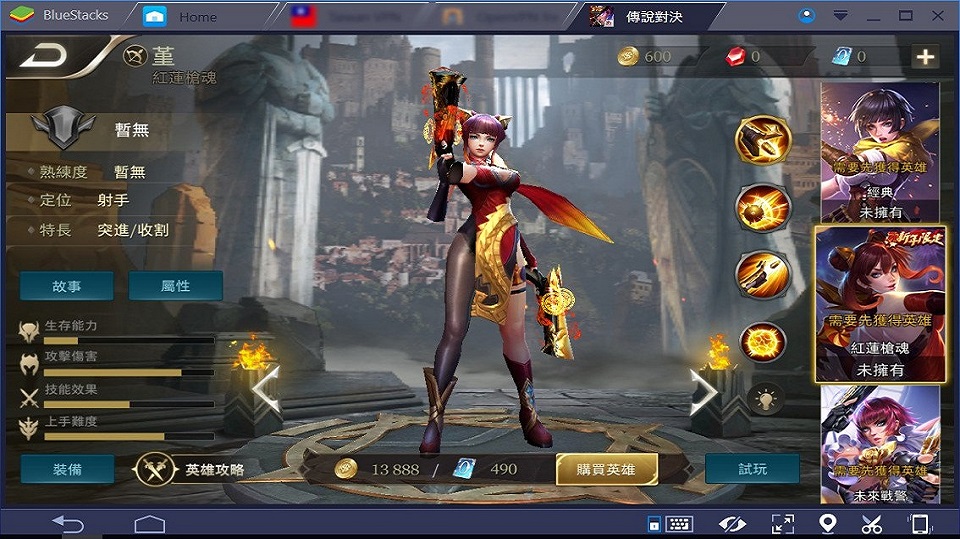 BlueStacks
Home
傳說對決
堇
紅蓮槍魂
600
0
0
暫無
熟練度 暫無
定位 射手
特長 突進/收割
故事
屬性
生存能力
攻擊傷害
技能效果
上手難度
裝備
英雄攻略
13888 / 490
購買英雄
試玩
需要先獲得英雄
經典
未擁有
新年限定
需要先獲得英雄
紅蓮槍魂
未擁有
需要先獲得英雄
未來戰警